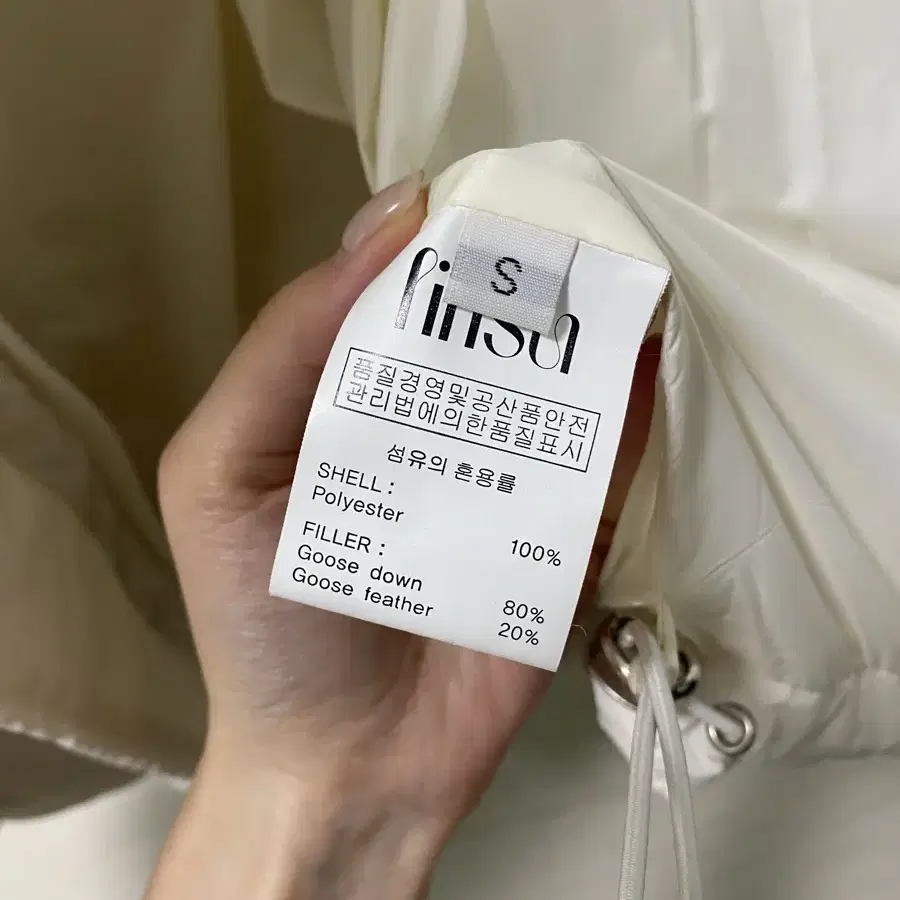 S
품질경영및공산품안전
관리법에의한품질표시
섬유의 혼용률
SHELL :
Polyester 100%
FILLER :
Goose down 80%
Goose feather 20%